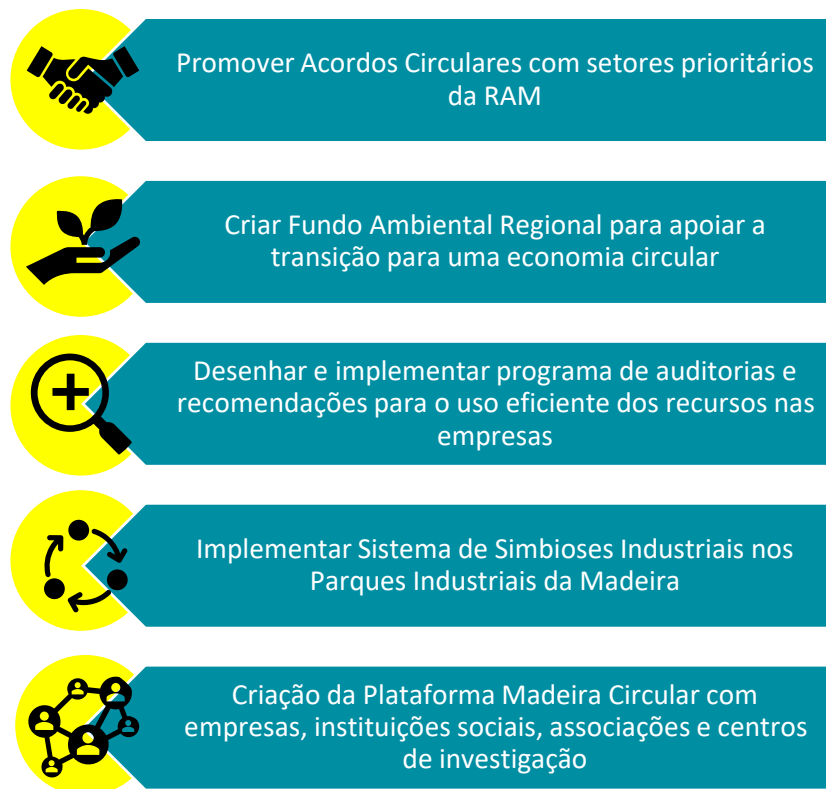 Promover Acordos Circulares com setores prioritários
da RAM
Criar Fundo Ambiental Regional para apoiar a
transição para uma economia circular
Desenhar e implementar programa de auditorias e
recomendações para o uso eficiente dos recursos nas
empresas
Implementar Sistema de Simbioses Industriais nos
Parques Industriais da Madeira
Criação da Plataforma Madeira Circular com
empresas, instituições sociais, associações e centros
de investigação